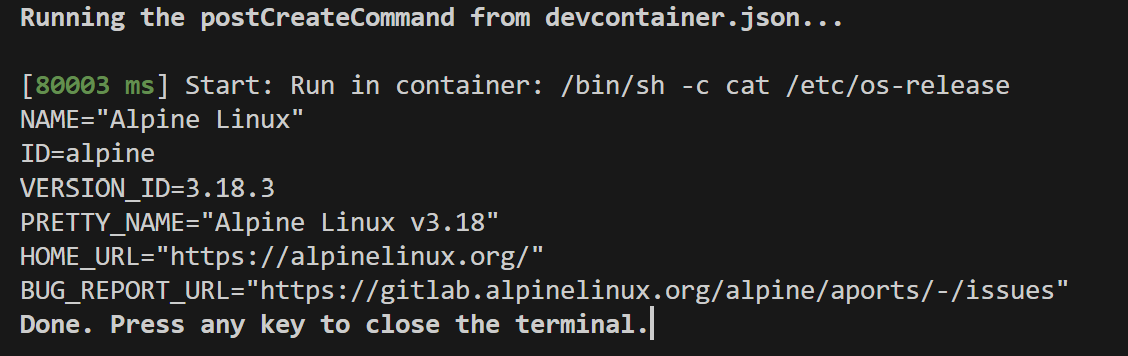 Running the postCreateCommand from devcontainer.json...
[80003 ms] Start: Run in container: /bin/sh -c cat /etc/os-release
NAME="Alpine Linux"
ID=alpine
VERSION_ID=3.18.3
PRETTY_NAME="Alpine Linux v3.18"
HOME_URL="https://alpinelinux.org/"
BUG_REPORT_URL="https://gitlab.alpinelinux.org/alpine/aports/-/issues"
Done. Press any key to close the terminal.